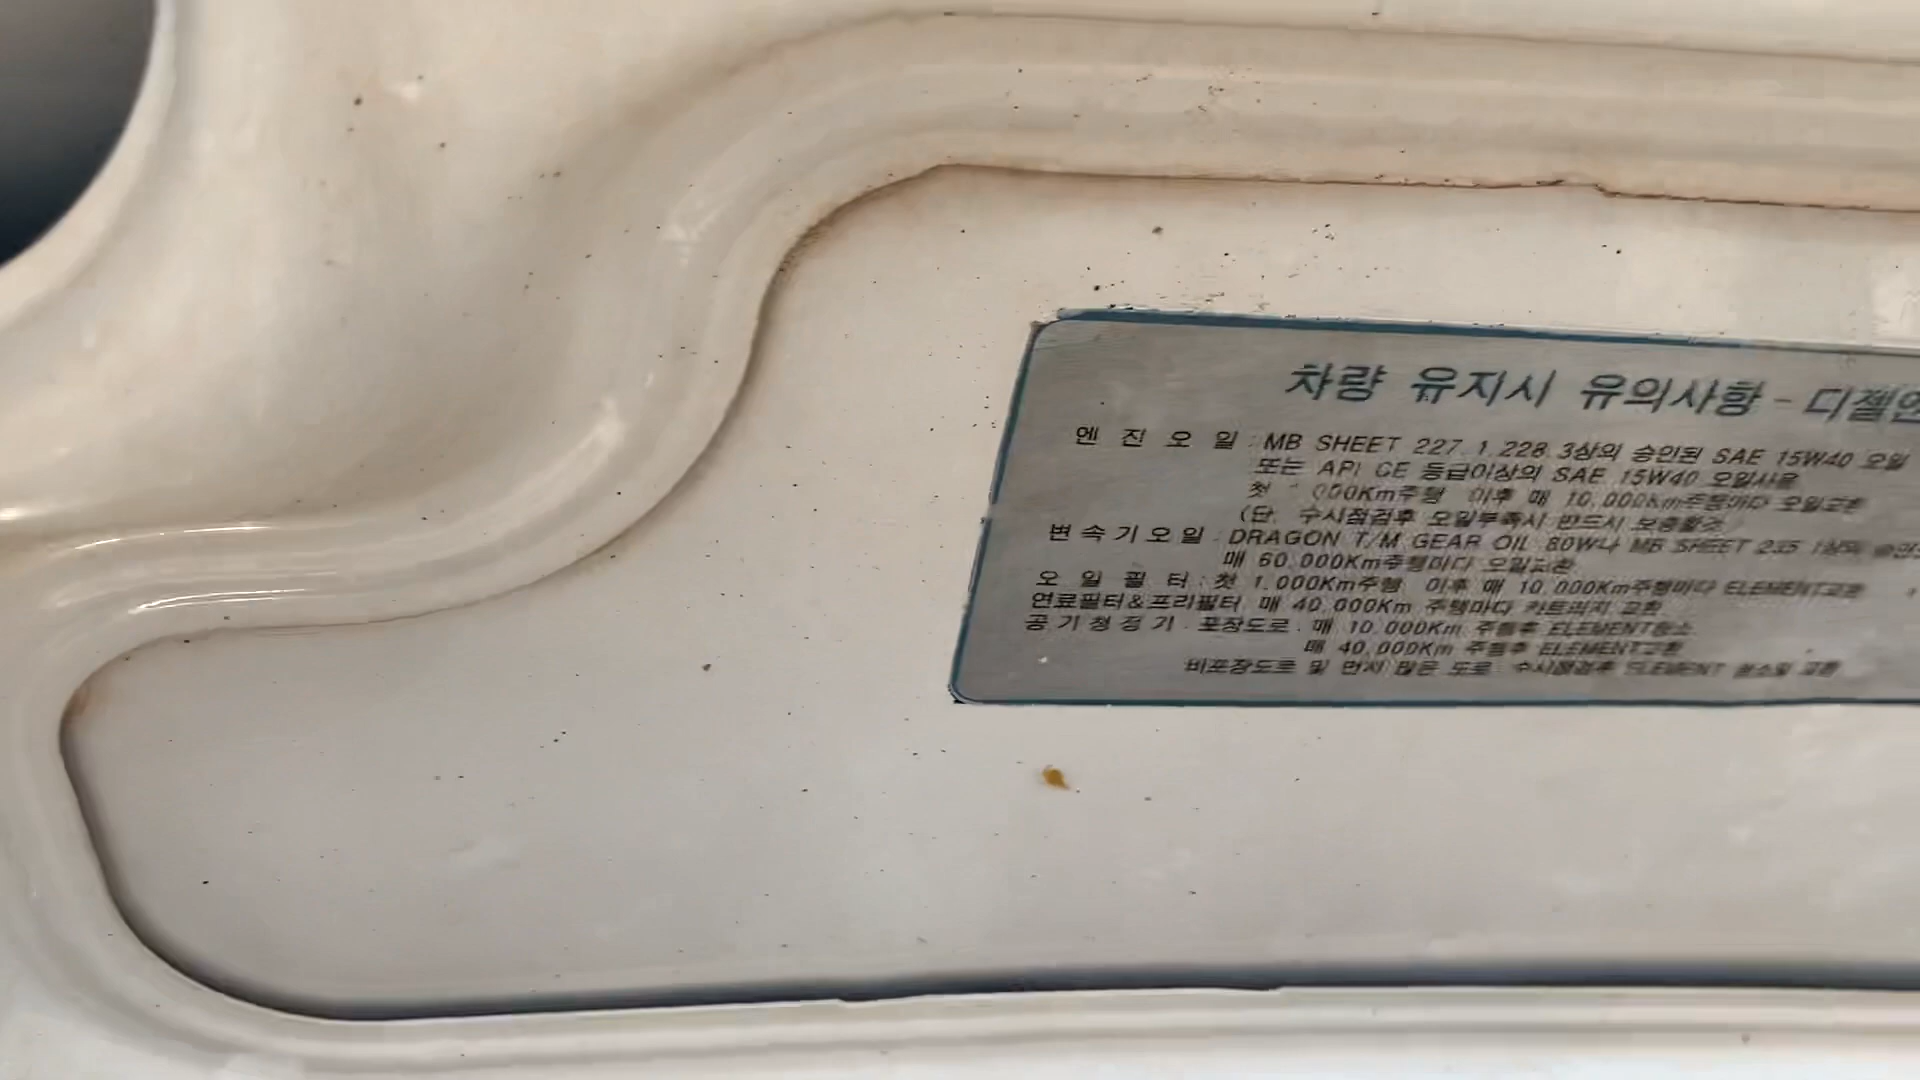 차량 유지시 유의사항 - 디젤엔
엔 진 오 일 : MB SHEET 227.1, 228.3상의 승인된 SAE 15W40 오일
또는 API CE 등급이상의 SAE 15W40 오일사용
첫 000Km주행 이후 매 10,000Km주행마다 오일교환
(단, 수시점검후 오일부족시 반드시 보충할것
변속기오일 : DRAGON T/M GEAR OIL 80W나 MB SHEET 235.1상의 승인
매 60,000Km주행마다 오일교환
오 일 필 터 : 첫 1,000Km주행 이후 매 10,000Km주행마다 ELEMENT교환
연료필터&프리필터 매 40,000Km 주행마다 카트리지 교환
공기청정기 : 포장도로 : 매 10,000Km 주행후 ELEMENT청소
매 40,000Km 주행후 ELEMENT교환
비포장도로 및 먼지 많은 도로 : 수시점검후 ELEMENT 청소및 교환